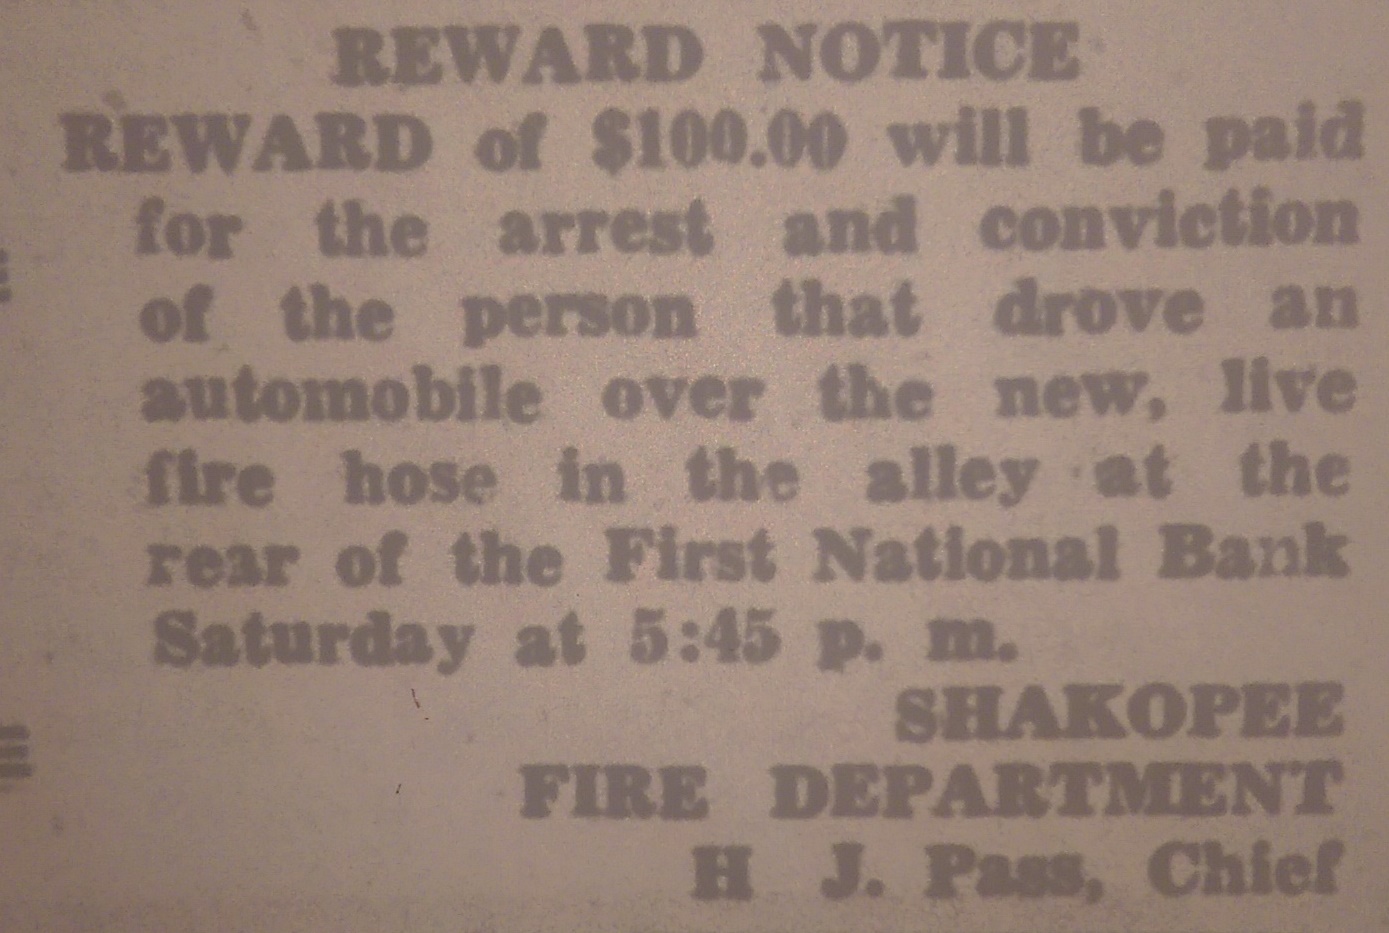 REWARD NOTICE
REWARD of $100.00 will be paid
for the arrest and conviction
of the person that drove an
automobile over the new, live
fire hose in the alley at the
rear of the First National Bank
Saturday at 5:45 p. m.
SHAKOPEE
FIRE DEPARTMENT
H J. Pass, Chief